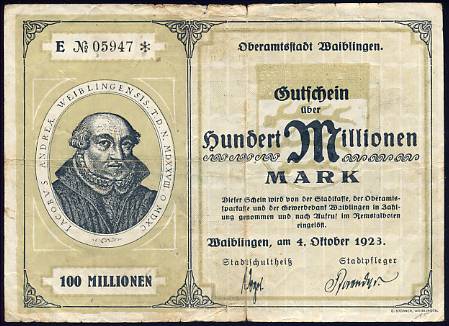 E № 05947 *
IACOBVS ANDREÆ WEIBLINGENSIS. T. D. N. MDXXVIII O MDXC
100 MILLIONEN
Oberamtsstadt Waiblingen.
Gutschein
über
Hundert Millionen
MARK
Dieser Schein wird von der Stadtkasse, der Oberamts-
sparkasse und der Gewerbebank Waiblingen in Zah-
lung genommen und nach Aufruf im Remstalboten
eingelöst.
Waiblingen, am 4. Oktober 1923.
Stadtschultheiß Stadtpfleger